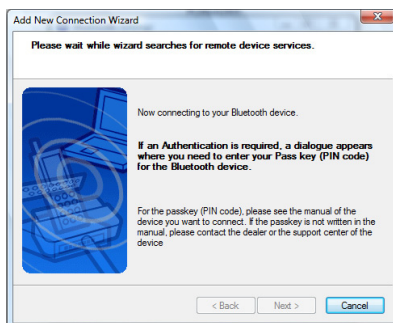 Add New Connection Wizard
Please wait while wizard searches for remote device services.
Now connecting to your Bluetooth device.
If an Authentication is required, a dialogue appears
where you need to enter your Pass key (PIN code)
for the Bluetooth device.
For the passkey (PIN code), please see the manual of the
device you want to connect. If the passkey is not written in the
manual, please contact the dealer or the support center of the
device
< Back
Next >
Cancel